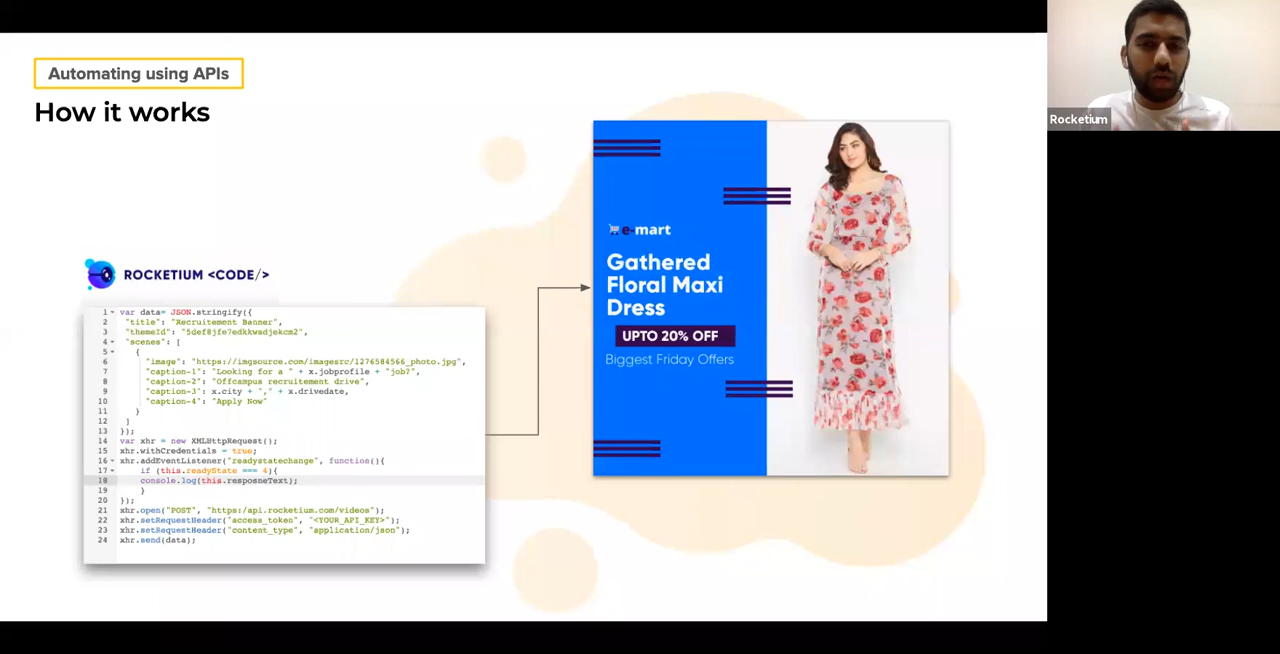 Automating using APIs
How it works
ROCKETIUM <CODE/>
1 var data= JSON.stringify({
2 "title": "Recruitement Banner",
3 "themeId": "5def8jfe7edkkwadjekcm2",
4 "scenes": [
5 {
6 "image": "https://imgsource.com/imagesrc/1276584566_photo.jpg",
7 "caption-1": "Looking for a " + x.jobprofile + "job?",
8 "caption-2": "Offcampus recruitement drive",
9 "caption-3": x.city + "," + x.drivedate,
10 "caption-4": "Apply Now"
11 }
12 ]
13 });
14 var xhr = new XMLHttpRequest();
15 xhr.withCredentials = true;
16 xhr.addEventListener("readystatechange", function(){
17 if (this.readyState === 4){
18 console.log(this.resposneText);
19 }
20 });
21 xhr.open("POST", "https:/api.rocketium.com/videos");
22 xhr.setRequestHeader("access_token", "<YOUR_API_KEY>");
23 xhr.setRequestHeader("content_type", "application/json");
24 xhr.send(data);
e-mart
Gathered
Floral Maxi
Dress
UPTO 20% OFF
Biggest Friday Offers
Rocketium